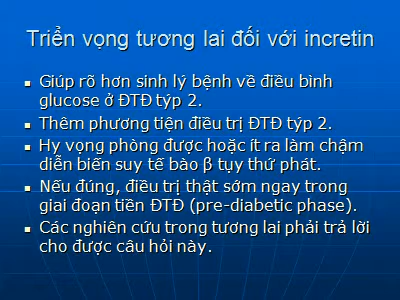 Triển vọng tương lai đối với incretin
Giúp rõ hơn sinh lý bệnh về điều bình
glucose ở ĐTĐ týp 2.
Thêm phương tiện điều trị ĐTĐ týp 2.
Hy vọng phòng được hoặc ít ra làm chậm
diễn biến suy tế bào β tụy thứ phát.
Nếu đúng, điều trị thật sớm ngay trong
giai đoạn tiền ĐTĐ (pre-diabetic phase).
Các nghiên cứu trong tương lai phải trả lời
cho được câu hỏi này.